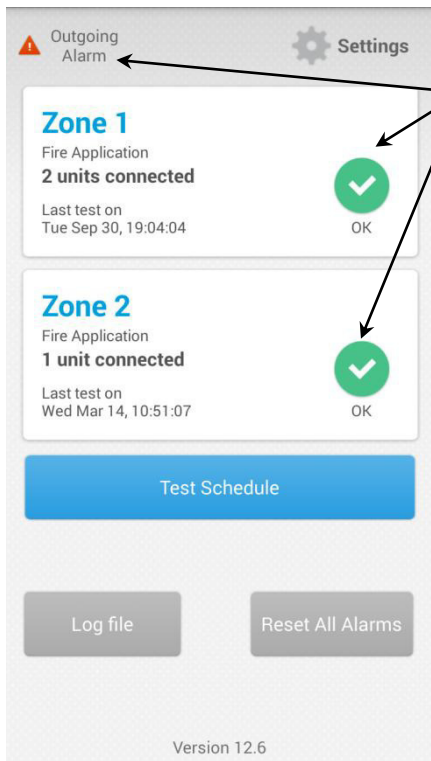 Outgoing
Alarm
Settings
Zone 1
Fire Application
2 units connected
Last test on
Tue Sep 30, 19:04:04
OK
Zone 2
Fire Application
1 unit connected
Last test on
Wed Mar 14, 10:51:07
OK
Test Schedule
Log file
Reset All Alarms
Version 12.6